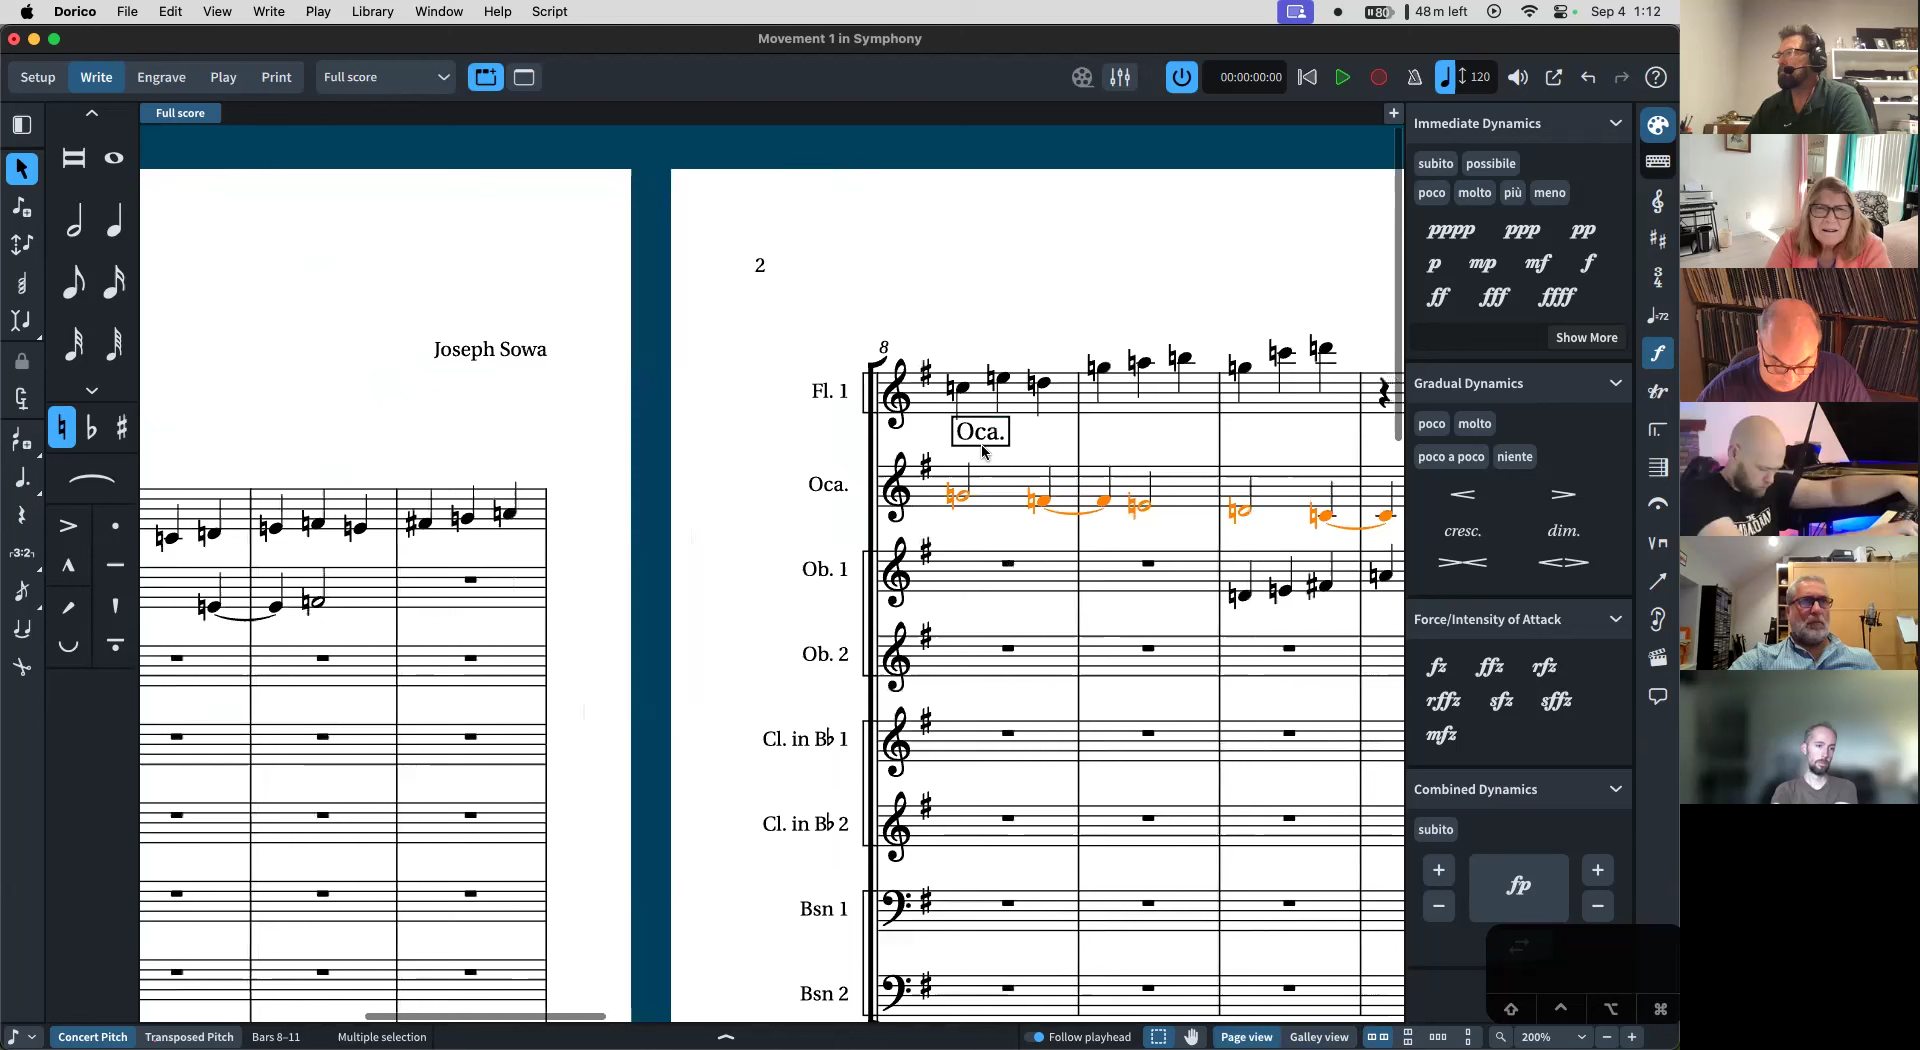 Dorico File Edit View Write Play Library Window Help Script 80 48 m left Sep 4 1:12
Movement 1 in Symphony
Setup Write Engrave Play Print Full score 00:00:00:00 120
Full score
Immediate Dynamics
subito possibile
poco molto più meno
pppp ppp pp
p mp mf f
ff fff ffff
Show More
Gradual Dynamics
poco molto
poco a poco niente
cresc. dim.
Force/Intensity of Attack
fz ffz rfz
rffz sfz sffz
mfz
Combined Dynamics
subito
fp
3:2
3
4
=72
f
tr
2
Joseph Sowa
8
Fl. 1
Oca.
Oca.
Ob. 1
Ob. 2
Cl. in B♭ 1
Cl. in B♭ 2
Bsn 1
Bsn 2
Concert Pitch Transposed Pitch Bars 8–11 Multiple selection Follow playhead Page view Galley view 200%